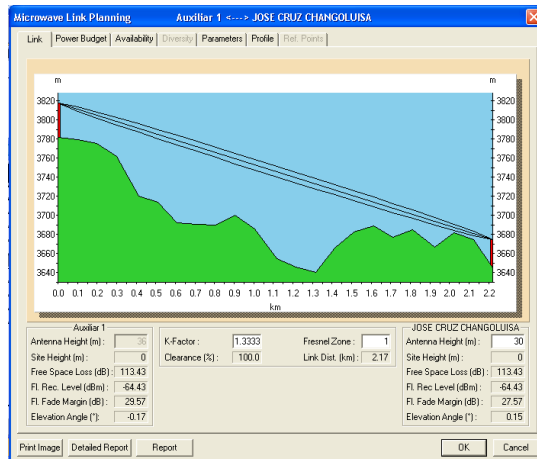 Microwave Link Planning Auxiliar 1 <---> JOSE CRUZ CHANGOLUISA
Link Power Budget Availability Diversity Parameters Profile Ref. Points
m m
3820 3820
3800 3800
3780 3780
3760 3760
3740 3740
3720 3720
3700 3700
3680 3680
3660 3660
3640 3640
0.0 0.1 0.2 0.3 0.4 0.5 0.6 0.7 0.8 0.9 1.0 1.1 1.2 1.3 1.4 1.5 1.6 1.7 1.8 1.9 2.0 2.1 2.2
km
Auxiliar 1
Antenna Height (m) : 36
Site Height (m) : 0
Free Space Loss (dB) : 113.43
Fl. Rec. Level (dBm) : -64.43
Fl. Fade Margin (dB) : 29.57
Elevation Angle (°): -0.17
K-Factor : 1.3333 Fresnel Zone : 1
Clearance (%) : 100.0 Link Dist. (km) : 2.17
JOSE CRUZ CHANGOLUISA
Antenna Height (m) : 30
Site Height (m) : 0
Free Space Loss (dB) : 113.43
Fl. Rec. Level (dBm) : -64.43
Fl. Fade Margin (dB) : 27.57
Elevation Angle (°) : 0.15
Print Image Detailed Report Report OK Cancel